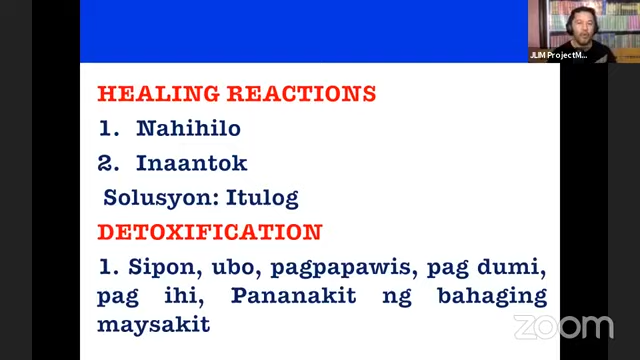 JLIM ProjectM...
HEALING REACTIONS
1. Nahihilo
2. Inaantok
Solusyon: Itulog
DETOXIFICATION
1. Sipon, ubo, pagpapawis, pag dumi,
pag ihi, Pananakit ng bahaging
maysakit
zoom